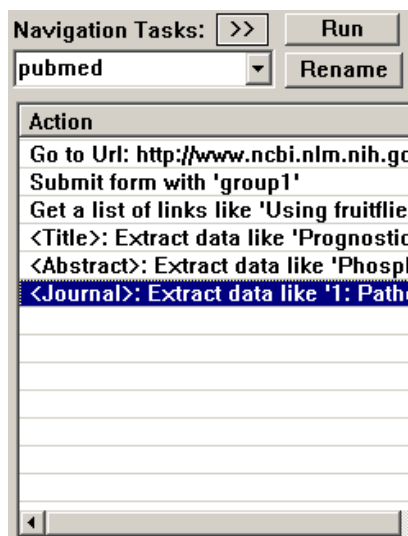 Navigation Tasks: >> Run
pubmed Rename
Action
Go to Url: http://www.ncbi.nlm.nih.go
Submit form with 'group1'
Get a list of links like 'Using fruitflie
<Title>: Extract data like 'Prognostic
<Abstract>: Extract data like 'Phosph
<Journal>: Extract data like '1: Patho